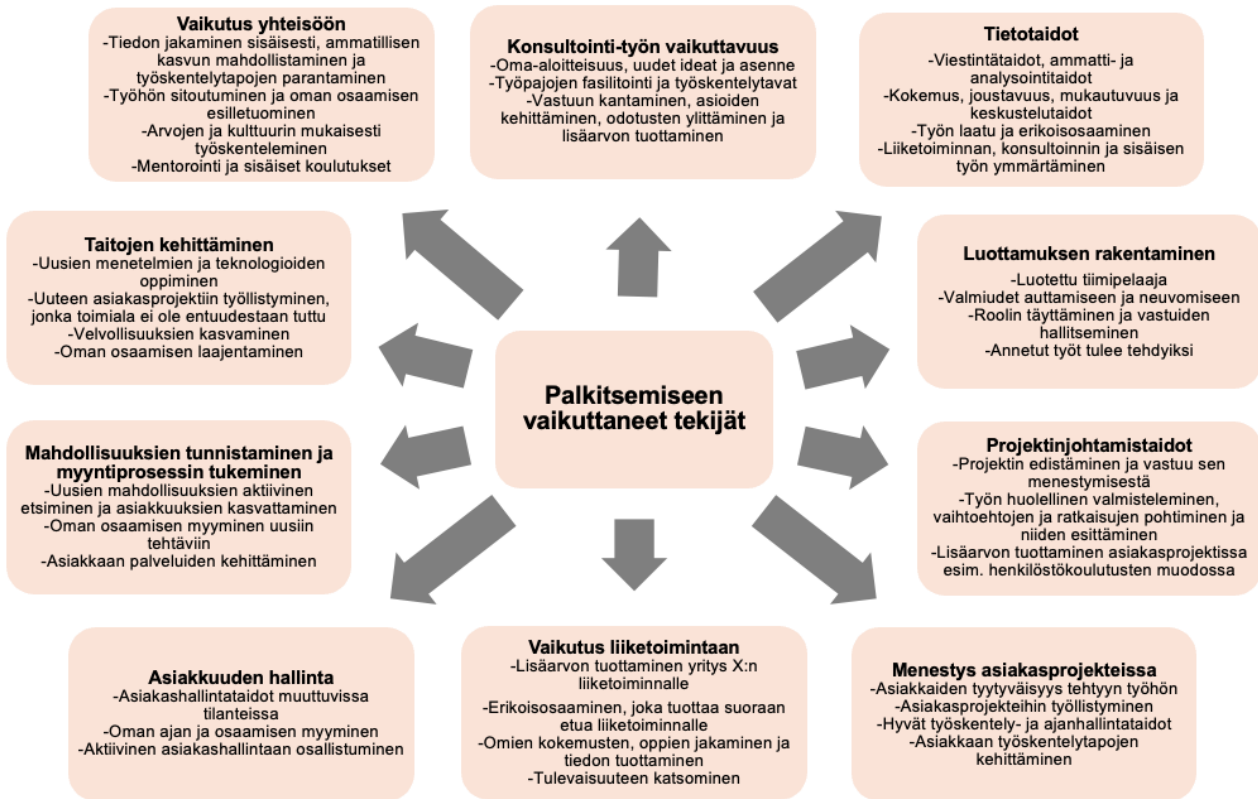 Vaikutus yhteisöön
-Tiedon jakaminen sisäisesti, ammatillisen
kasvun mahdollistaminen ja
työskentelytapojen parantaminen
-Työhön sitoutuminen ja oman osaamisen
esilletuominen
-Arvojen ja kulttuurin mukaisesti
työskenteleminen
-Mentorointi ja sisäiset koulutukset
Konsultointi-työn vaikuttavuus
-Oma-aloitteisuus, uudet ideat ja asenne
-Työpajojen fasilitointi ja työskentelytavat
-Vastuun kantaminen, asioiden
kehittäminen, odotusten ylittäminen ja
lisäarvon tuottaminen
Tietotaidot
-Viestintätaidot, ammatti- ja
analysointitaidot
-Kokemus, joustavuus, mukautuvuus ja
keskustelutaidot
-Työn laatu ja erikoisosaaminen
-Liiketoiminnan, konsultoinnin ja sisäisen
työn ymmärtäminen
Taitojen kehittäminen
-Uusien menetelmien ja teknologioiden
oppiminen
-Uuteen asiakasprojektiin työllistyminen,
jonka toimiala ei ole entuudestaan tuttu
-Velvollisuuksien kasvaminen
-Oman osaamisen laajentaminen
Luottamuksen rakentaminen
-Luotettu tiimipelaaja
-Valmiudet auttamiseen ja neuvomiseen
-Roolin täyttäminen ja vastuiden
hallitseminen
-Annetut työt tulee tehdyiksi
Palkitsemiseen
vaikuttaneet tekijät
Mahdollisuuksien tunnistaminen ja
myyntiprosessin tukeminen
-Uusien mahdollisuuksien aktiivinen
etsiminen ja asiakkuuksien kasvattaminen
-Oman osaamisen myyminen uusiin
tehtäviin
-Asiakkaan palveluiden kehittäminen
Projektinjohtamistaidot
-Projektin edistäminen ja vastuu sen
menestymisestä
-Työn huolellinen valmisteleminen,
vaihtoehtojen ja ratkaisujen pohtiminen ja
niiden esittäminen
-Lisäarvon tuottaminen asiakasprojektissa
esim. henkilöstökoulutusten muodossa
Asiakkuuden hallinta
-Asiakashallintataidot muuttuvissa
tilanteissa
-Oman ajan ja osaamisen myyminen
-Aktiivinen asiakashallintaan osallistuminen
Vaikutus liiketoimintaan
-Lisäarvon tuottaminen yritys X:n
liiketoiminnalle
-Erikoisosaaminen, joka tuottaa suoraan
etua liiketoiminnalle
-Omien kokemusten, oppien jakaminen ja
tiedon tuottaminen
-Tulevaisuuteen katsominen
Menestys asiakasprojekteissa
-Asiakkaiden tyytyväisyys tehtyyn työhön
-Asiakasprojekteihin työllistyminen
-Hyvät työskentely- ja ajanhallintataidot
-Asiakkaan työskentelytapojen
kehittäminen